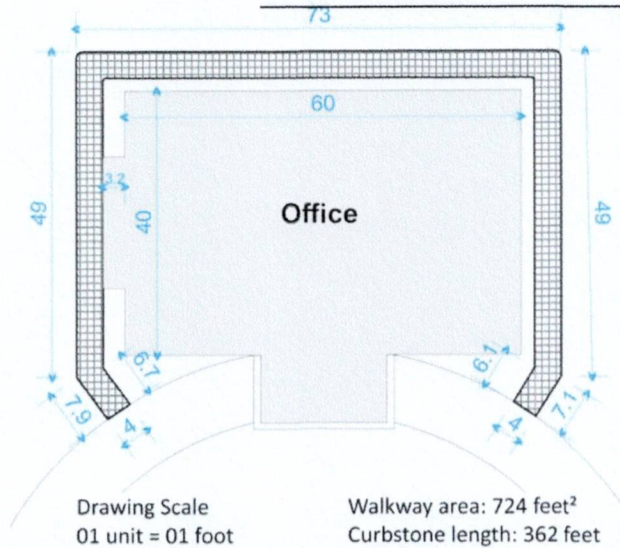 73
60
3.2
Office
49
40
49
6.7
6.1
7.9
4
4
7.1
Drawing Scale
01 unit = 01 foot
Walkway area: 724 feet²
Curbstone length: 362 feet